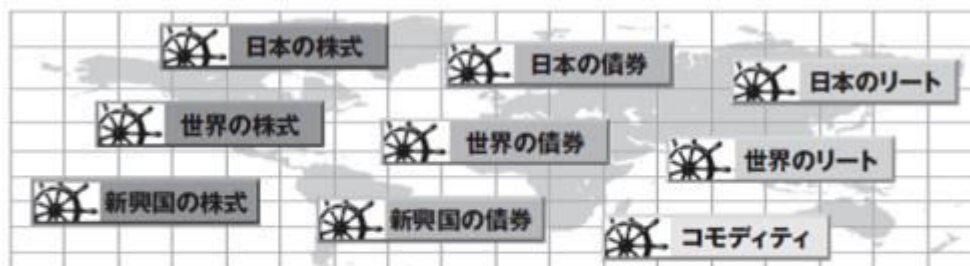 日本の株式
日本の債券
日本のリート
世界の株式
世界の債券
世界のリート
新興国の株式
新興国の債券
コモディティ